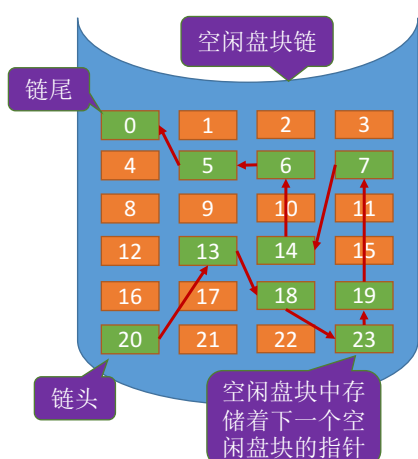 空闲盘块链
链尾
0 1 2 3
4 5 6 7
8 9 10 11
12 13 14 15
16 17 18 19
20 21 22 23
链头
空闲盘块中存
储着下一个空
闲盘块的指针